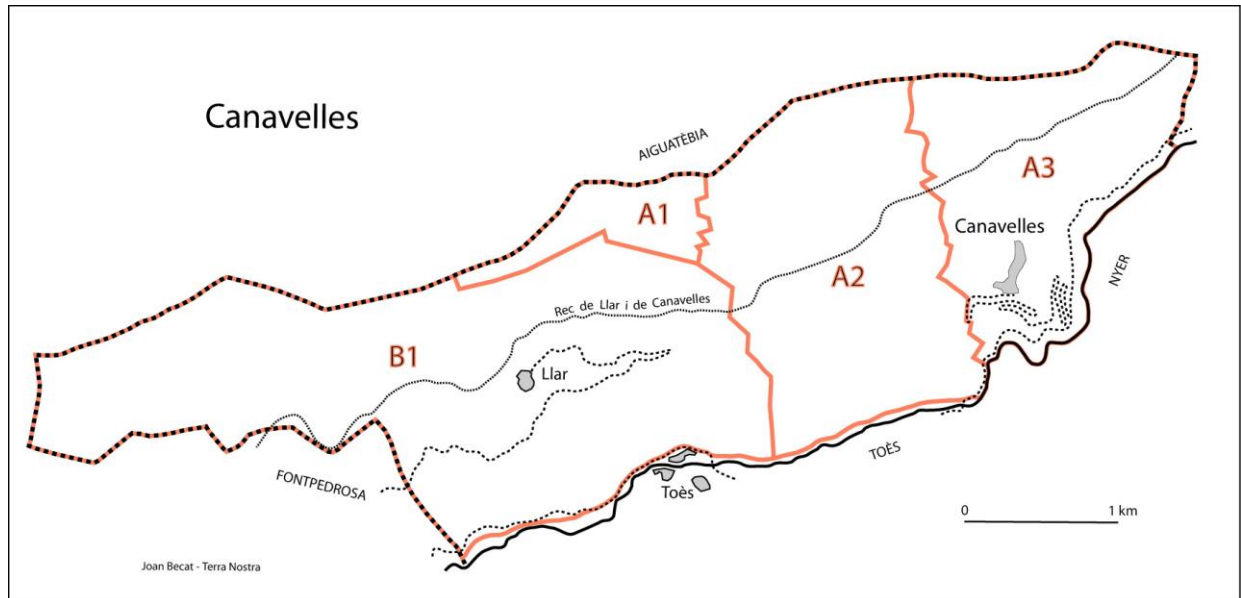 Canavelles
AIGUATÈBIA
A1
A3
Canavelles
A2
NYER
Rec de Llar i de Canavelles
B1
Llar
TOÈS
FONTPEDROSA
Toès
0 1 km
Joan Becat - Terra Nostra